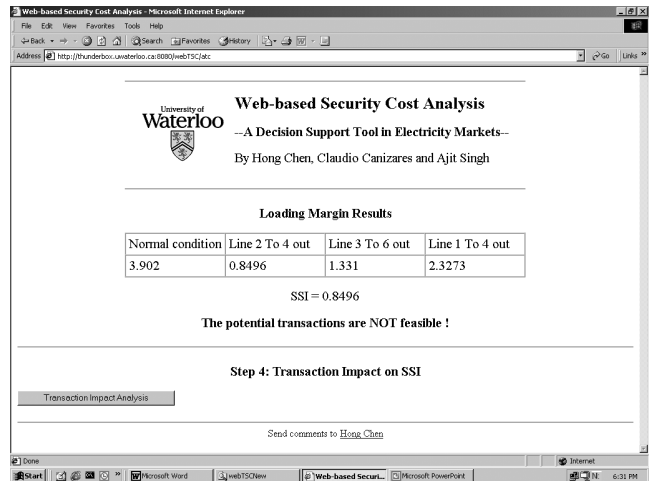 Web-based Security Cost Analysis - Microsoft Internet Explorer
File Edit View Favorites Tools Help
Back Search Favorites History
Address http://thunderbox.uwaterloo.ca:8080/webTSC/atc Go Links »
University of
Waterloo
Web-based Security Cost Analysis
--A Decision Support Tool in Electricity Markets--
By Hong Chen, Claudio Canizares and Ajit Singh
Loading Margin Results
Normal condition Line 2 To 4 out Line 3 To 6 out Line 1 To 4 out
3.902 0.8496 1.331 2.3273
SSI = 0.8496
The potential transactions are NOT feasible !
Step 4: Transaction Impact on SSI
Transaction Impact Analysis
Send comments to Hong Chen
Done Internet
Start » Microsoft Word webTSCNew Web-based Securi... Microsoft PowerPoint 6:31 PM